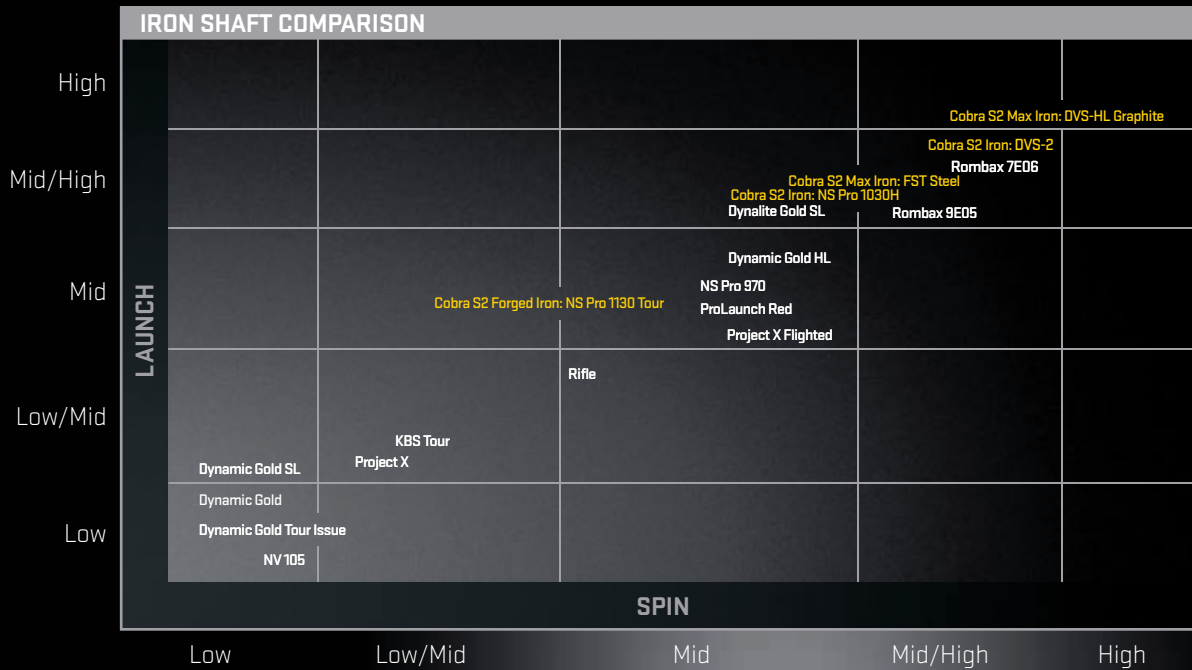 IRON SHAFT COMPARISON
High
Cobra S2 Max Iron: DVS-HL Graphite
Cobra S2 Iron: DVS-2
Rombax 7E06
Mid/High
Cobra S2 Max Iron: FST Steel
Cobra S2 Iron: NS Pro 1030H
Dynalite Gold SL
Rombax 9E05
Dynamic Gold HL
Mid
NS Pro 970
Cobra S2 Forged Iron: NS Pro 1130 Tour
ProLaunch Red
LAUNCH
Project X Flighted
Rifle
Low/Mid
KBS Tour
Project X
Dynamic Gold SL
Dynamic Gold
Low
Dynamic Gold Tour Issue
NV 105
SPIN
Low
Low/Mid
Mid
Mid/High
High